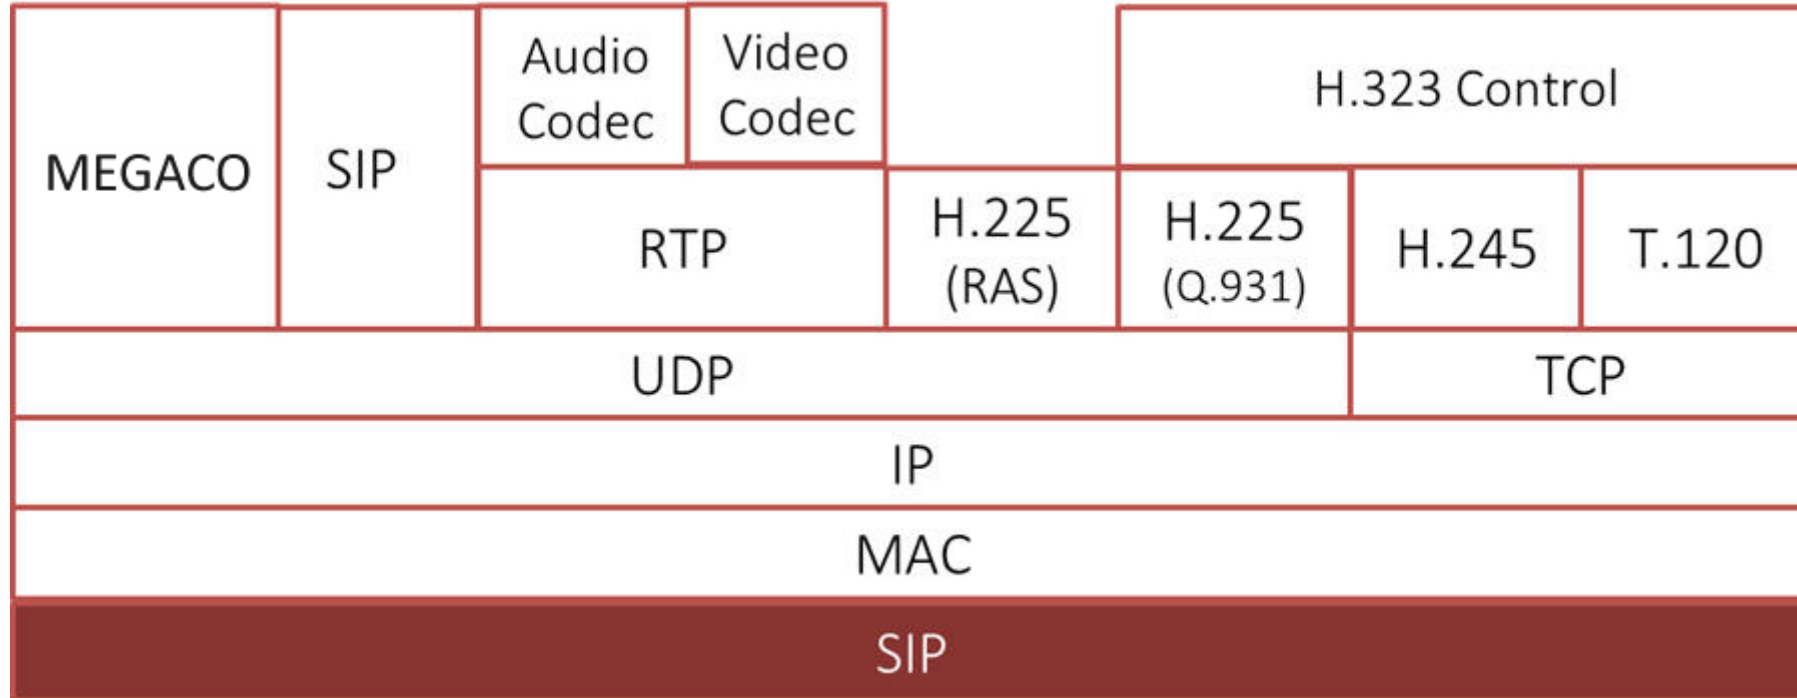 MEGACO
SIP
Audio
Codec
Video
Codec
H.323 Control
RTP
H.225
(RAS)
H.225
(Q.931)
H.245
T.120
UDP
TCP
IP
MAC
SIP